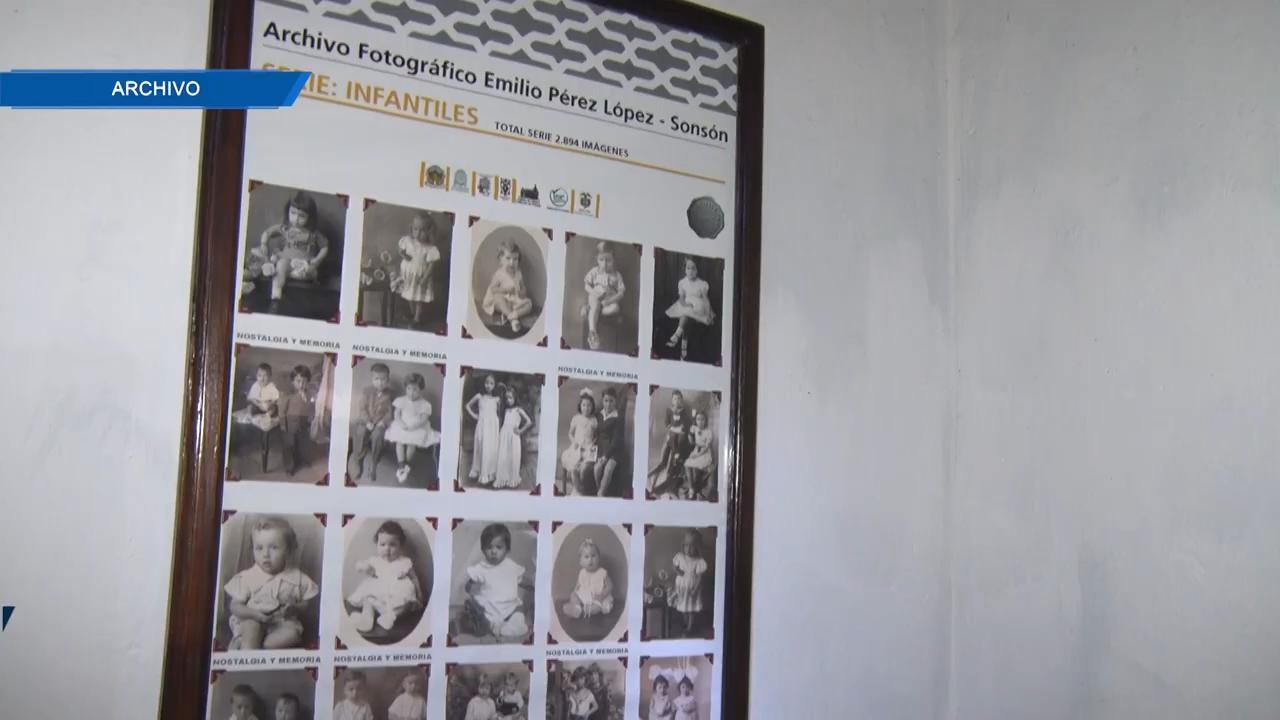 Archivo Fotográfico Emilio Pérez López - Sonsón
ARCHIVO
SERIE: INFANTILES
TOTAL SERIE 2.894 IMÁGENES
NOSTALGIA Y MEMORIA
NOSTALGIA Y MEMORIA
NOSTALGIA Y MEMORIA
NOSTALGIA Y MEMORIA
NOSTALGIA Y MEMORIA
NOSTALGIA Y MEMORIA